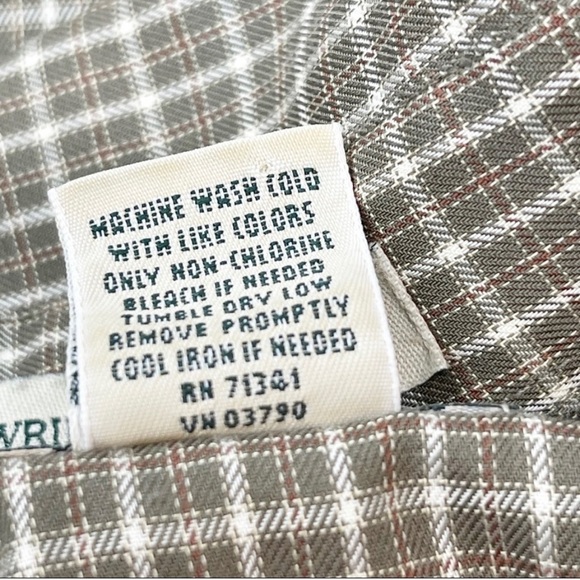 MACHINE WASH COLD
WITH LIKE COLORS
ONLY NON-CHLORINE
BLEACH IF NEEDED
TUMBLE DRY LOW
REMOVE PROMPTLY
COOL IRON IF NEEDED
RN 71341
VN 03790